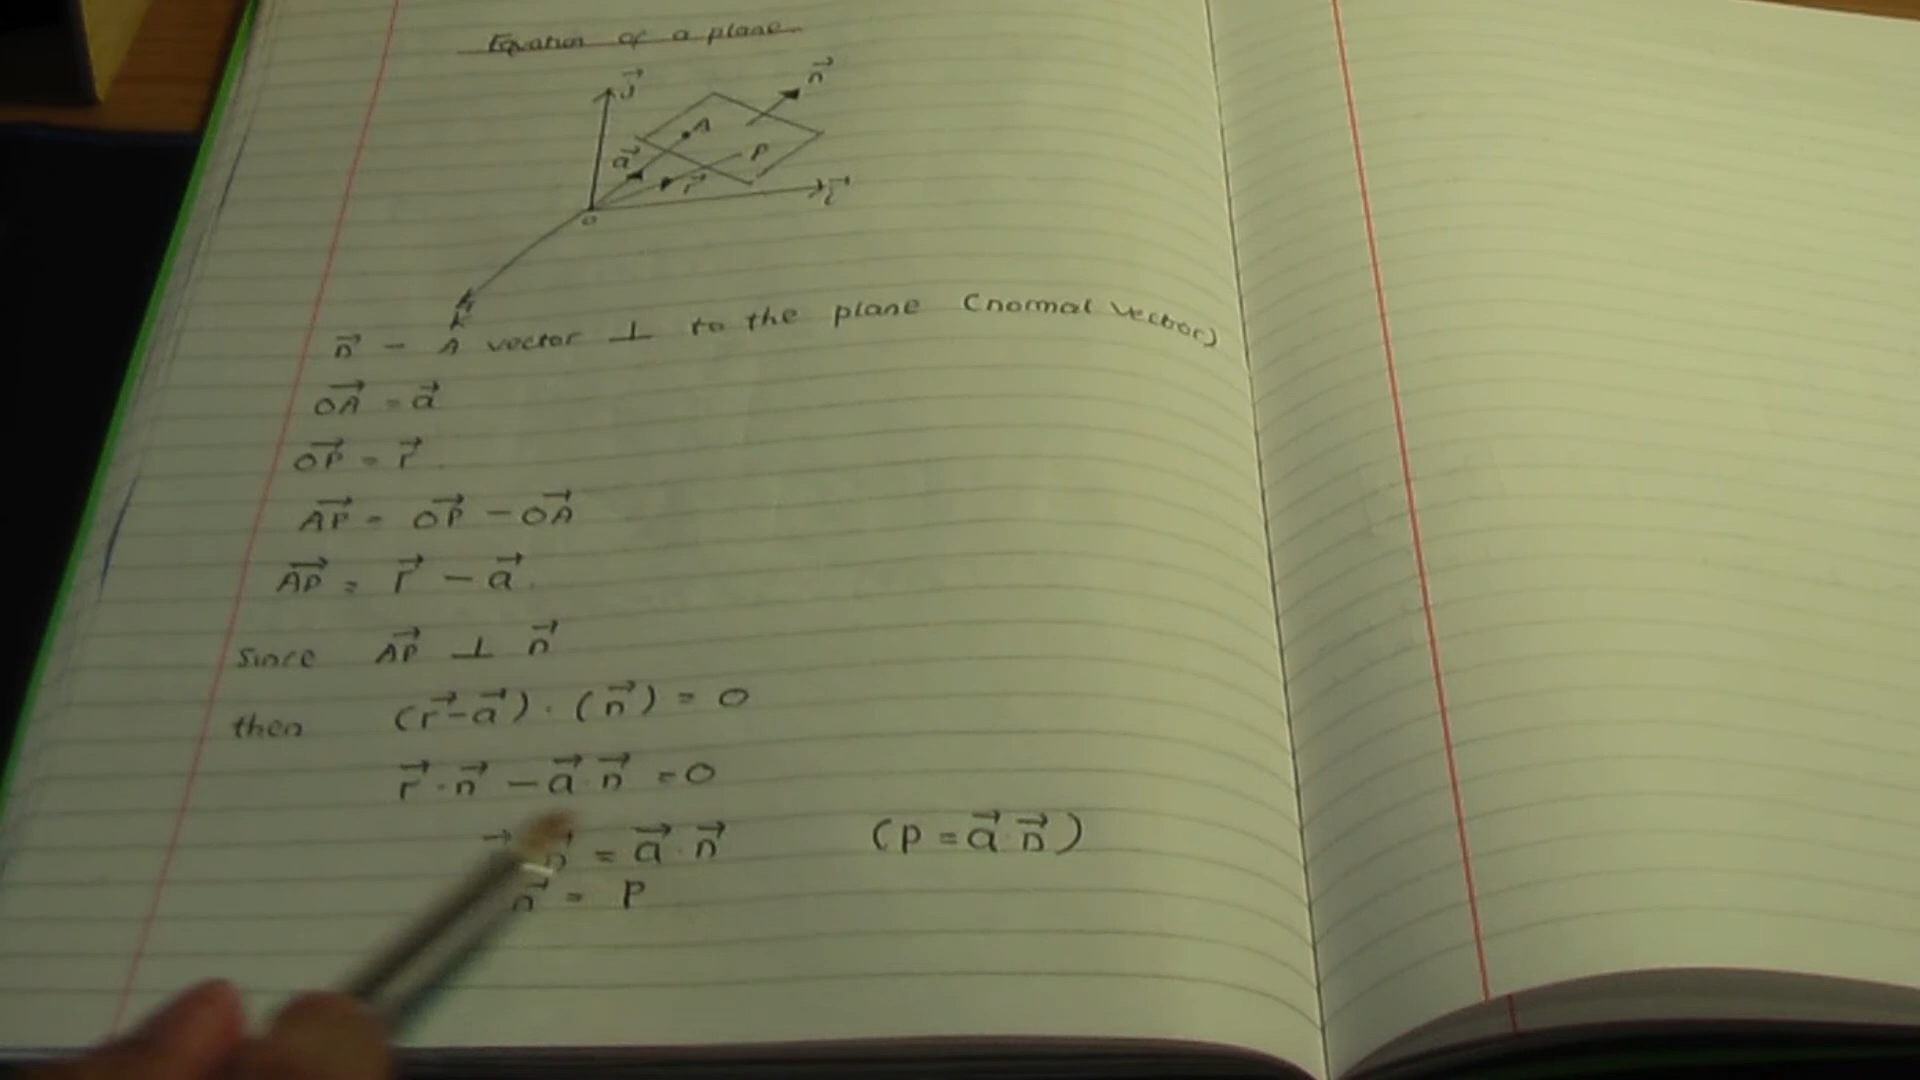 Equation of a plane
j⃗
n⃗
A
a⃗
P
r⃗
i⃗
o
k⃗
n⃗ - A vector ⊥ to the plane (normal vector)
OA⃗ = a⃗
OP⃗ = r⃗
AP⃗ = OP⃗ - OA⃗
AP⃗ = r⃗ - a⃗
Since AP⃗ ⊥ n⃗
then (r⃗-a⃗) · (n⃗) = 0
r⃗ · n⃗ - a⃗ · n⃗ = 0
n⃗ = a⃗ · n⃗ (P = a⃗ · n⃗)
n⃗ = P